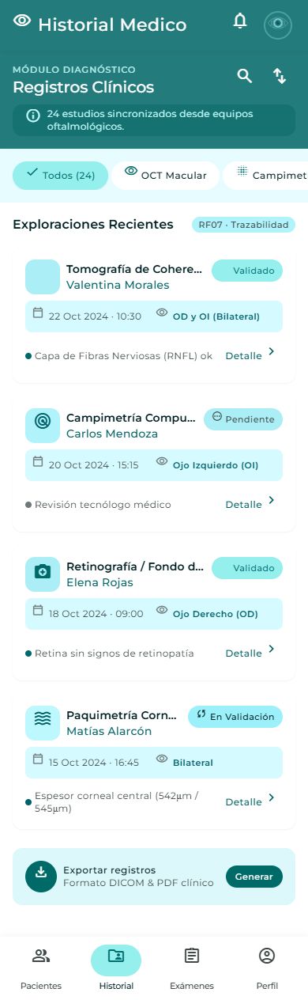 Historial Medico
MÓDULO DIAGNÓSTICO
Registros Clínicos
24 estudios sincronizados desde equipos
oftalmológicos.
Todos (24)
OCT Macular
Campimet
Exploraciones Recientes
RF07 · Trazabilidad
Tomografía de Cohere...
Validado
Valentina Morales
22 Oct 2024 · 10:30
OD y OI (Bilateral)
Capa de Fibras Nerviosas (RNFL) ok
Detalle
Campimetría Compu...
Pendiente
Carlos Mendoza
20 Oct 2024 · 15:15
Ojo Izquierdo (OI)
Revisión tecnólogo médico
Detalle
Retinografía / Fondo d...
Validado
Elena Rojas
18 Oct 2024 · 09:00
Ojo Derecho (OD)
Retina sin signos de retinopatía
Detalle
Paquimetría Corn...
En Validación
Matías Alarcón
15 Oct 2024 · 16:45
Bilateral
Espesor corneal central (542µm /
545µm)
Detalle
Exportar registros
Formato DICOM & PDF clínico
Generar
Pacientes
Historial
Exámenes
Perfil